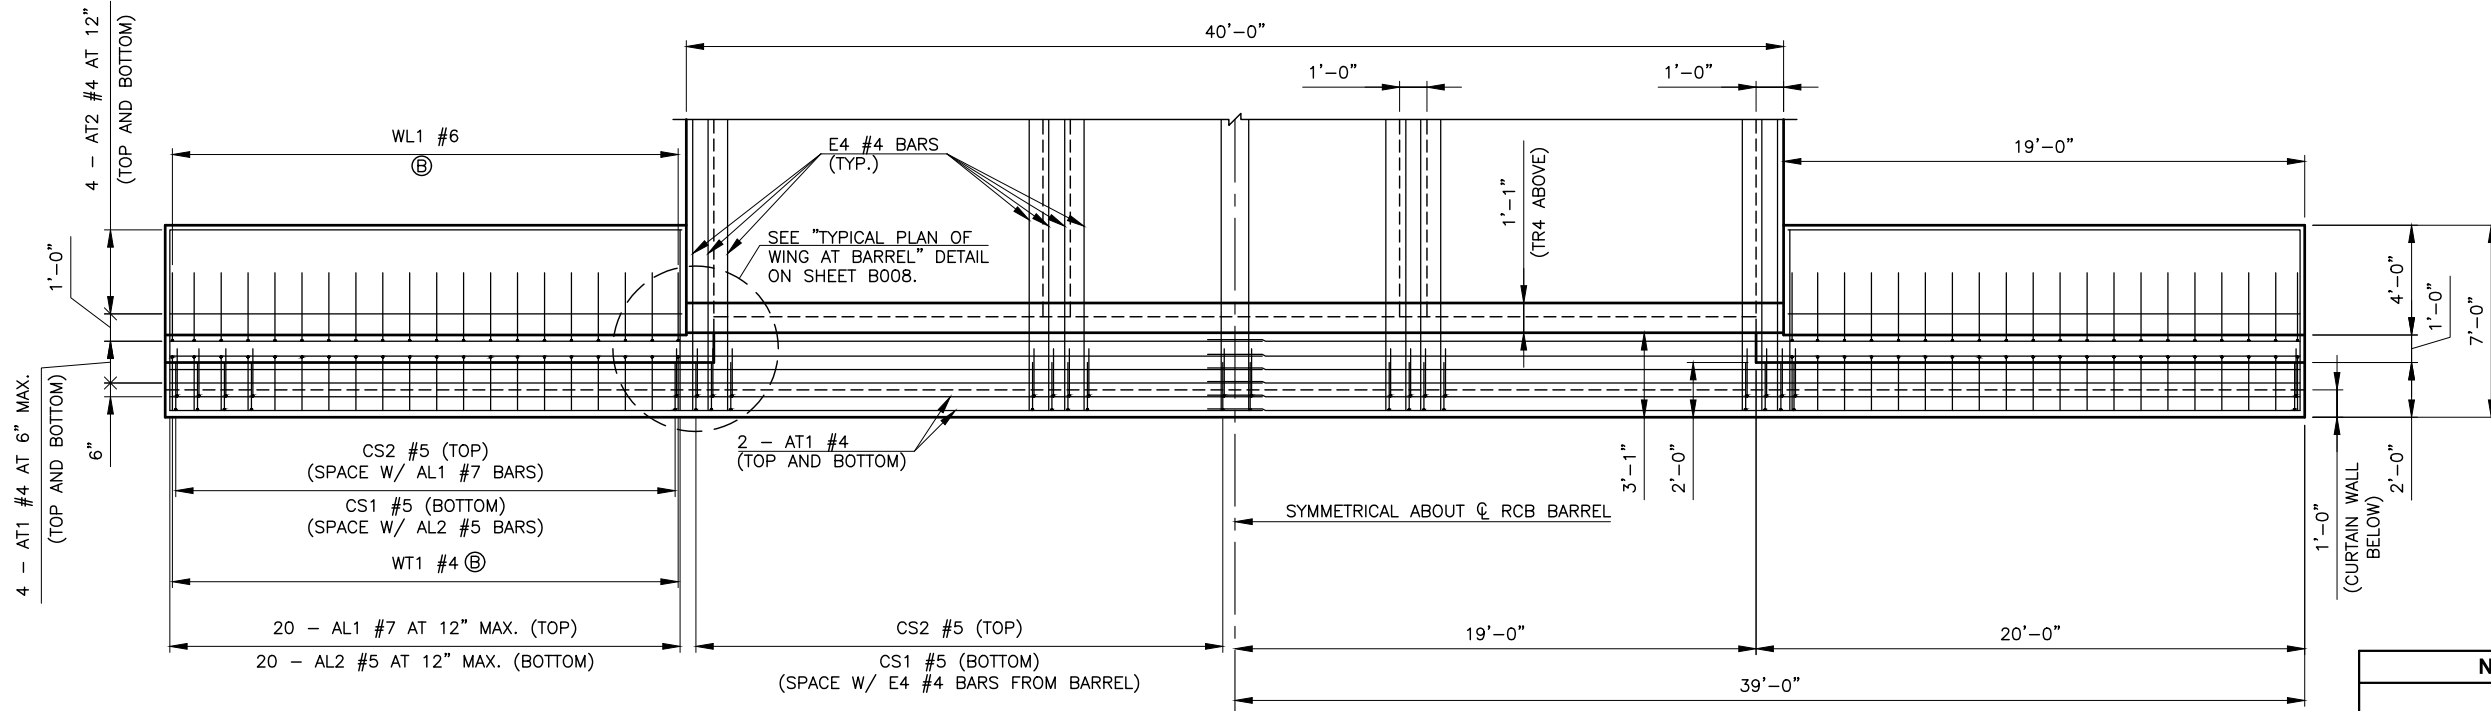 40'-0"
1'-0"
1'-0"
4 - AT2 #4 AT 12"
(TOP AND BOTTOM)
WL1 #6
Ⓑ
E4 #4 BARS
(TYP.)
1'-1"
(TR4 ABOVE)
19'-0"
SEE "TYPICAL PLAN OF
WING AT BARREL" DETAIL
ON SHEET B008.
1'-0"
4'-0"
1'-0"
7'-0"
4 - AT1 #4 AT 6" MAX.
(TOP AND BOTTOM)
6"
CS2 #5 (TOP)
(SPACE W/ AL1 #7 BARS)
CS1 #5 (BOTTOM)
(SPACE W/ AL2 #5 BARS)
2 - AT1 #4
(TOP AND BOTTOM)
3'-1"
2'-0"
2'-0"
1'-0"
(CURTAIN WALL
BELOW)
SYMMETRICAL ABOUT ℄ RCB BARREL
WT1 #4 Ⓑ
20 - AL1 #7 AT 12" MAX. (TOP)
20 - AL2 #5 AT 12" MAX. (BOTTOM)
CS2 #5 (TOP)
CS1 #5 (BOTTOM)
(SPACE W/ E4 #4 BARS FROM BARREL)
19'-0"
20'-0"
39'-0"
N